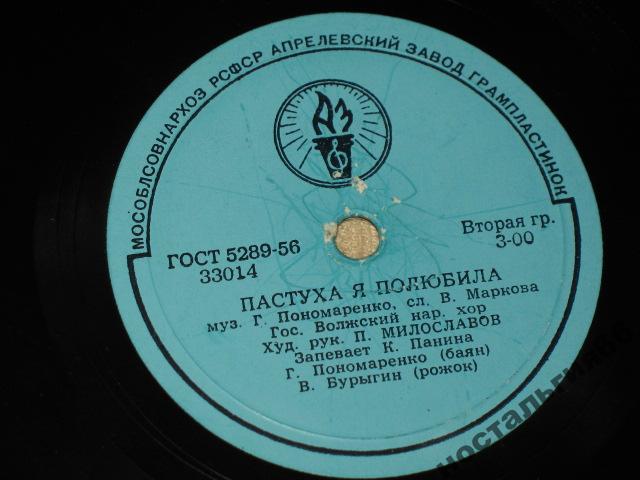 МОСОБЛСОВНАРХОЗ РСФСР АПРЕЛЕВСКИЙ ЗАВОД ГРАМПЛАСТИНОК
АЗ
ГОСТ 5289-56
33014
Вторая гр.
3-00
ПАСТУХА Я ПОЛЮБИЛА
муз. Г. Пономаренко, сл. В. Маркова
Гос. Волжский нар. хор
Худ. рук. П. МИЛОСЛАВОВ
Запевает К. Панина
Г. Пономаренко (баян)
В. Бурыгин (рожок)
ностальгия66